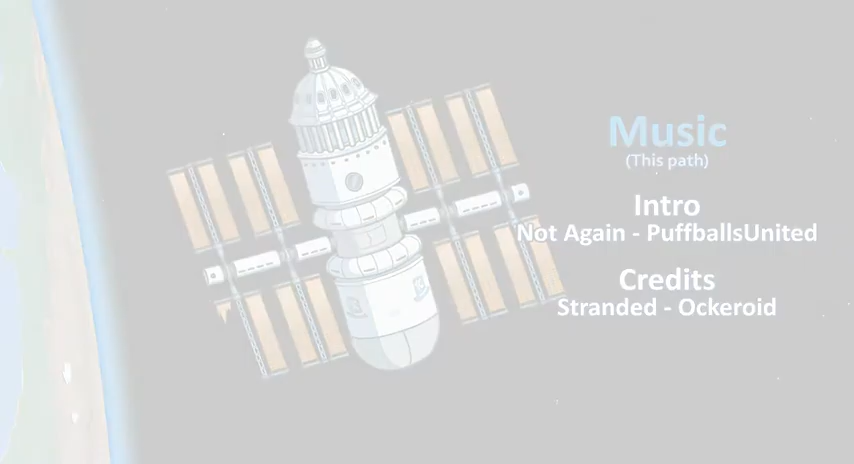 Music
(This path)
Intro
Not Again - PuffballsUnited
Credits
Stranded - Ockeroid